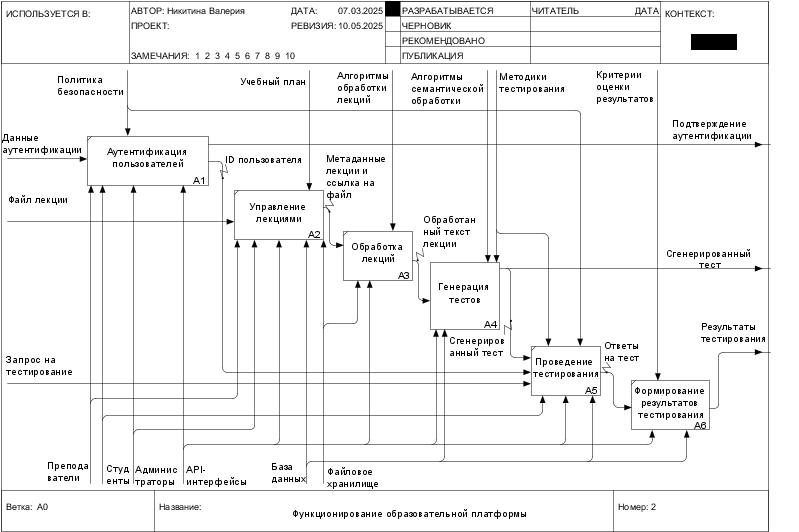 ИСПОЛЬЗУЕТСЯ В:
АВТОР: Никитина Валерия
ДАТА: 07.03.2025
РАЗРАБАТЫВАЕТСЯ
ЧИТАТЕЛЬ
ДАТА
КОНТЕКСТ:
ПРОЕКТ:
РЕВИЗИЯ: 10.05.2025
ЧЕРНОВИК
РЕКОМЕНДОВАНО
ЗАМЕЧАНИЯ: 1 2 3 4 5 6 7 8 9 10
ПУБЛИКАЦИЯ
Политика
безопасности
Учебный план
Алгоритмы
обработки
лекций
Алгоритмы
семантической
обработки
Методики
тестирования
Критерии
оценки
результатов
Подтверждение
аутентификации
Данные
аутентификации
Аутентификация
пользователей
A1
ID пользователя
Метаданные
лекции и
ссылка на
файл
Файл лекции
Управление
лекциями
A2
Обработан
ный текст
лекции
Обработка
лекций
A3
Сгенерированный
тест
Генерация
тестов
A4
Сгенериров
анный тест
Ответы
на тест
Результаты
тестирования
Запрос на
тестирование
Проведение
тестирования
A5
Формирование
результатов
тестирования
A6
Препода
ватели
Студ
енты
Админис
траторы
API-
интерфейсы
База
данных
Файловое
хранилище
Ветка: A0
Название:
Функционирование образовательной платформы
Номер: 2